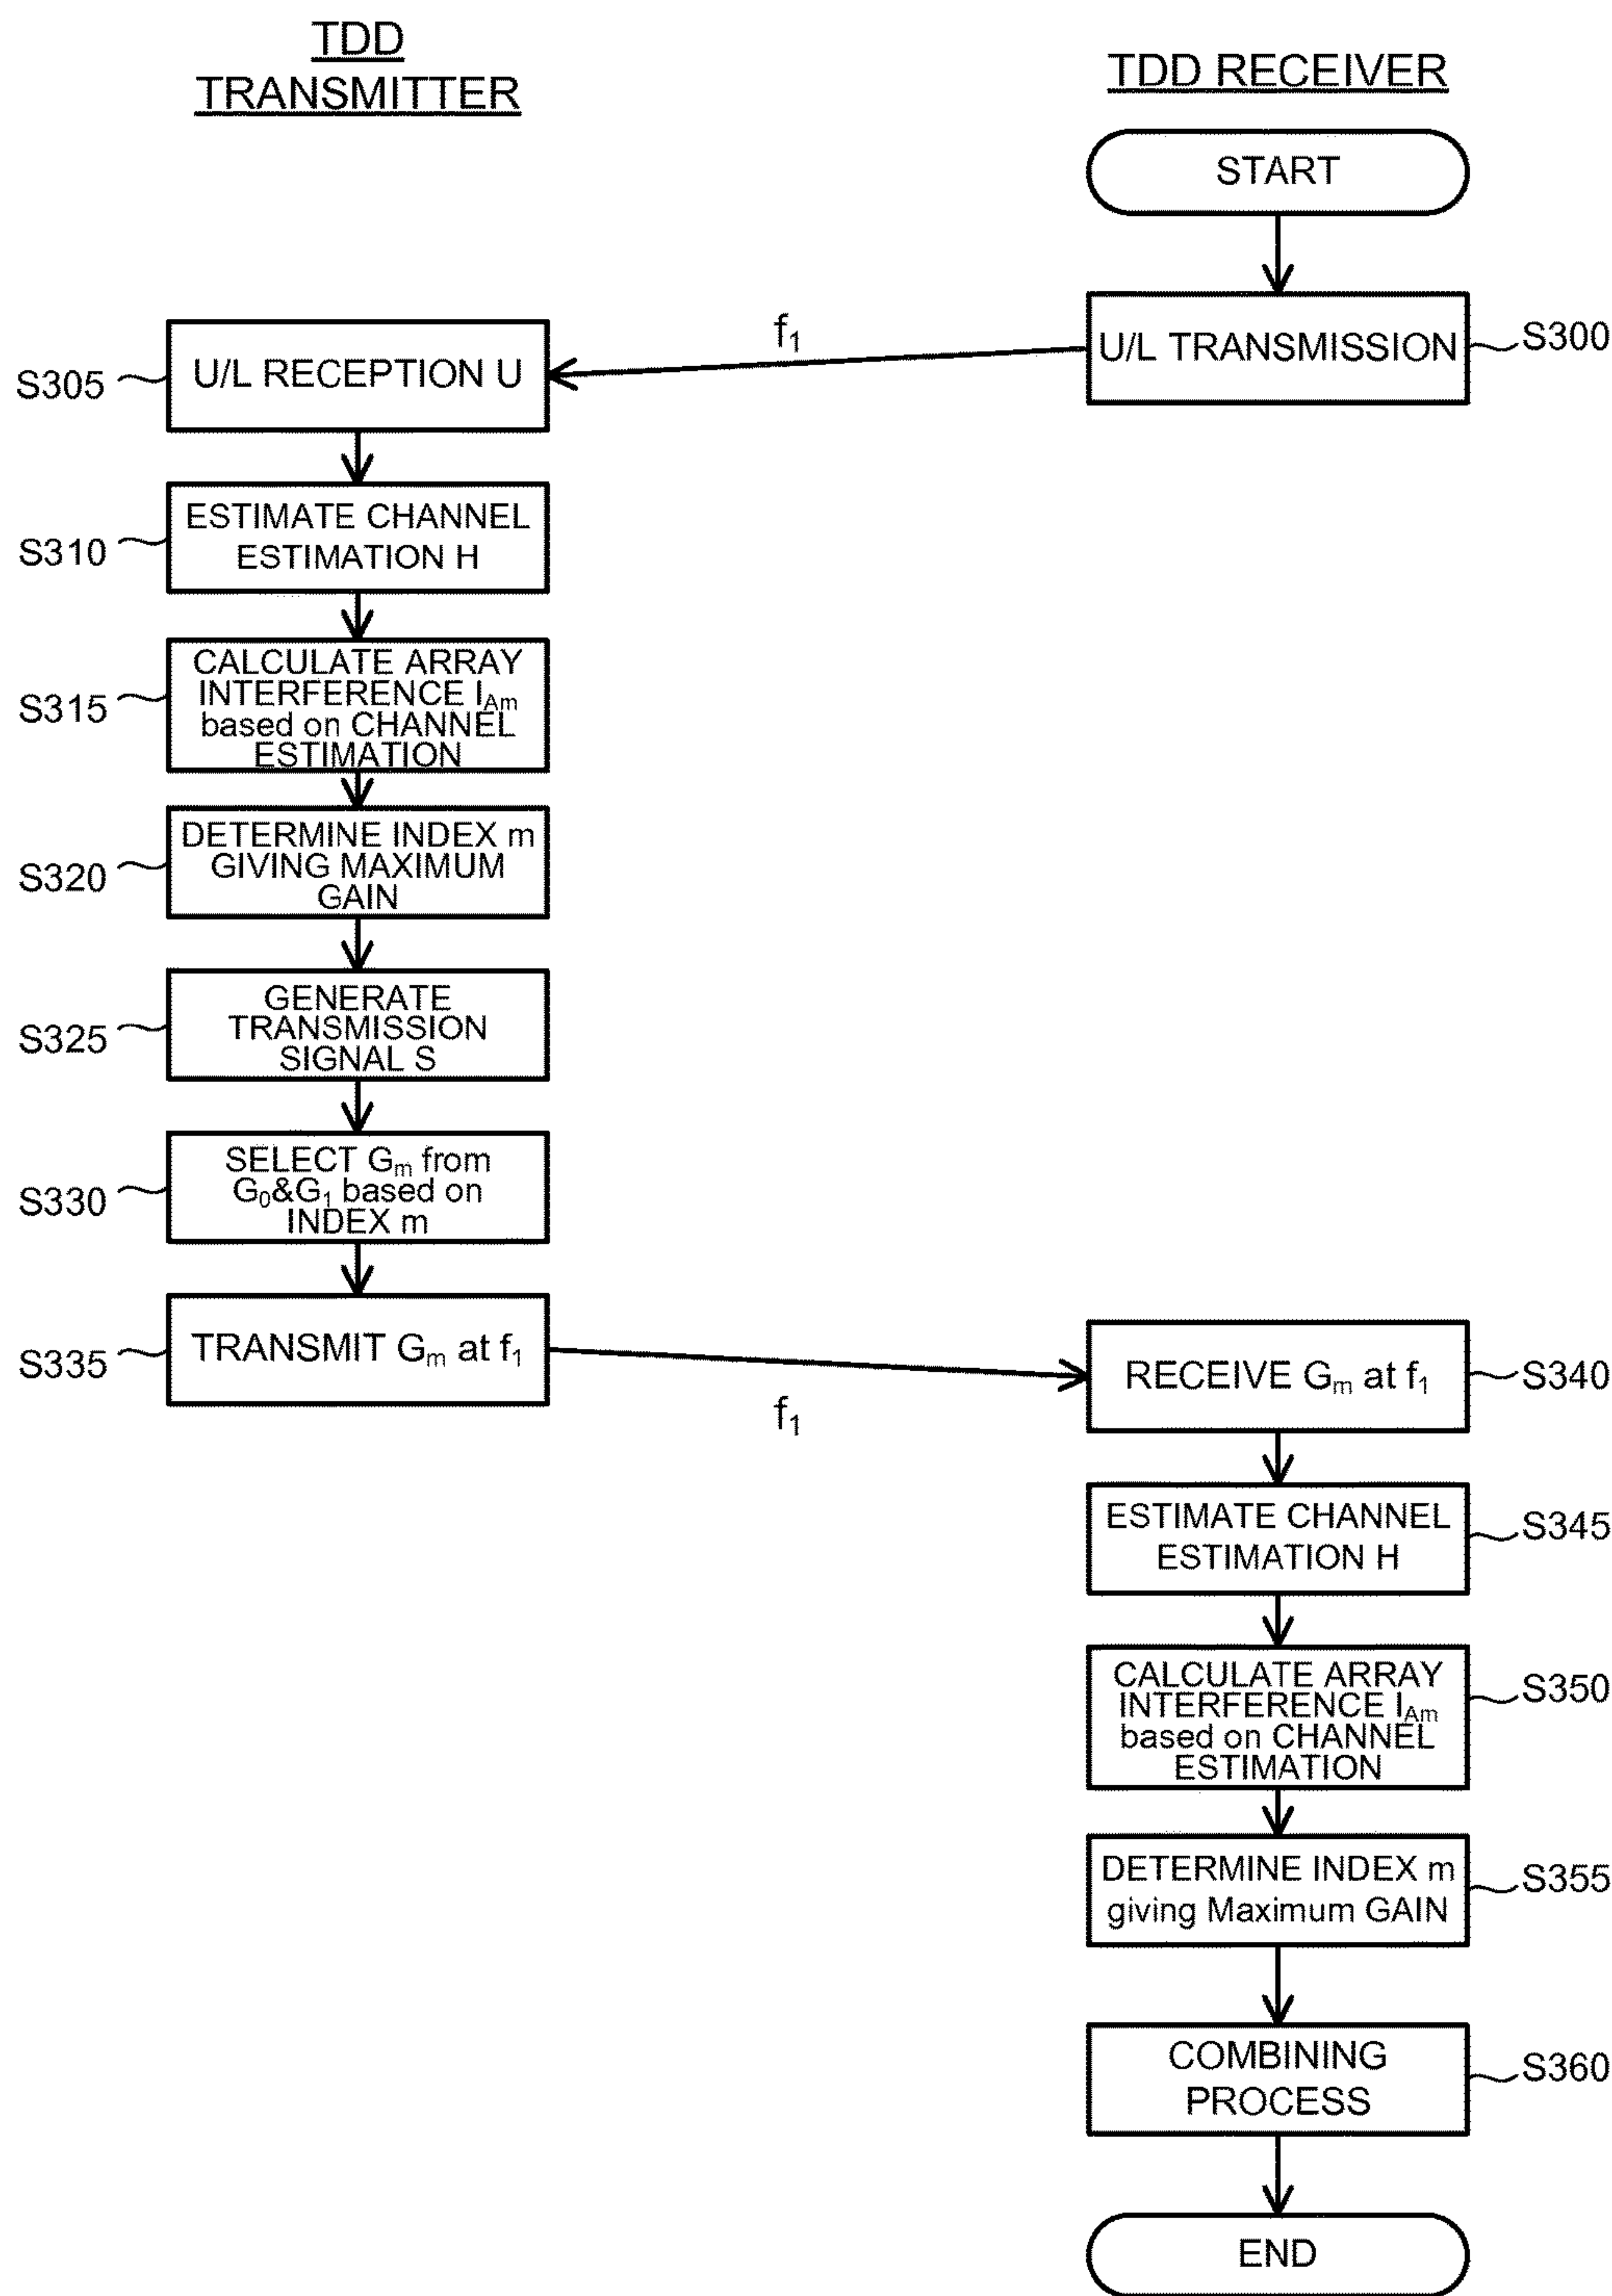 TDD
TRANSMITTER
TDD RECEIVER
START
U/L TRANSMISSION
S300
f₁
U/L RECEPTION U
S305
ESTIMATE CHANNEL
ESTIMATION H
S310
CALCULATE ARRAY
INTERFERENCE I_Am
based on CHANNEL
ESTIMATION
S315
DETERMINE INDEX m
GIVING MAXIMUM
GAIN
S320
GENERATE
TRANSMISSION
SIGNAL S
S325
SELECT Gₘ from
G₀&G₁ based on
INDEX m
S330
TRANSMIT Gₘ at f₁
S335
f₁
RECEIVE Gₘ at f₁
S340
ESTIMATE CHANNEL
ESTIMATION H
S345
CALCULATE ARRAY
INTERFERENCE I_Am
based on CHANNEL
ESTIMATION
S350
DETERMINE INDEX m
giving Maximum GAIN
S355
COMBINING
PROCESS
S360
END